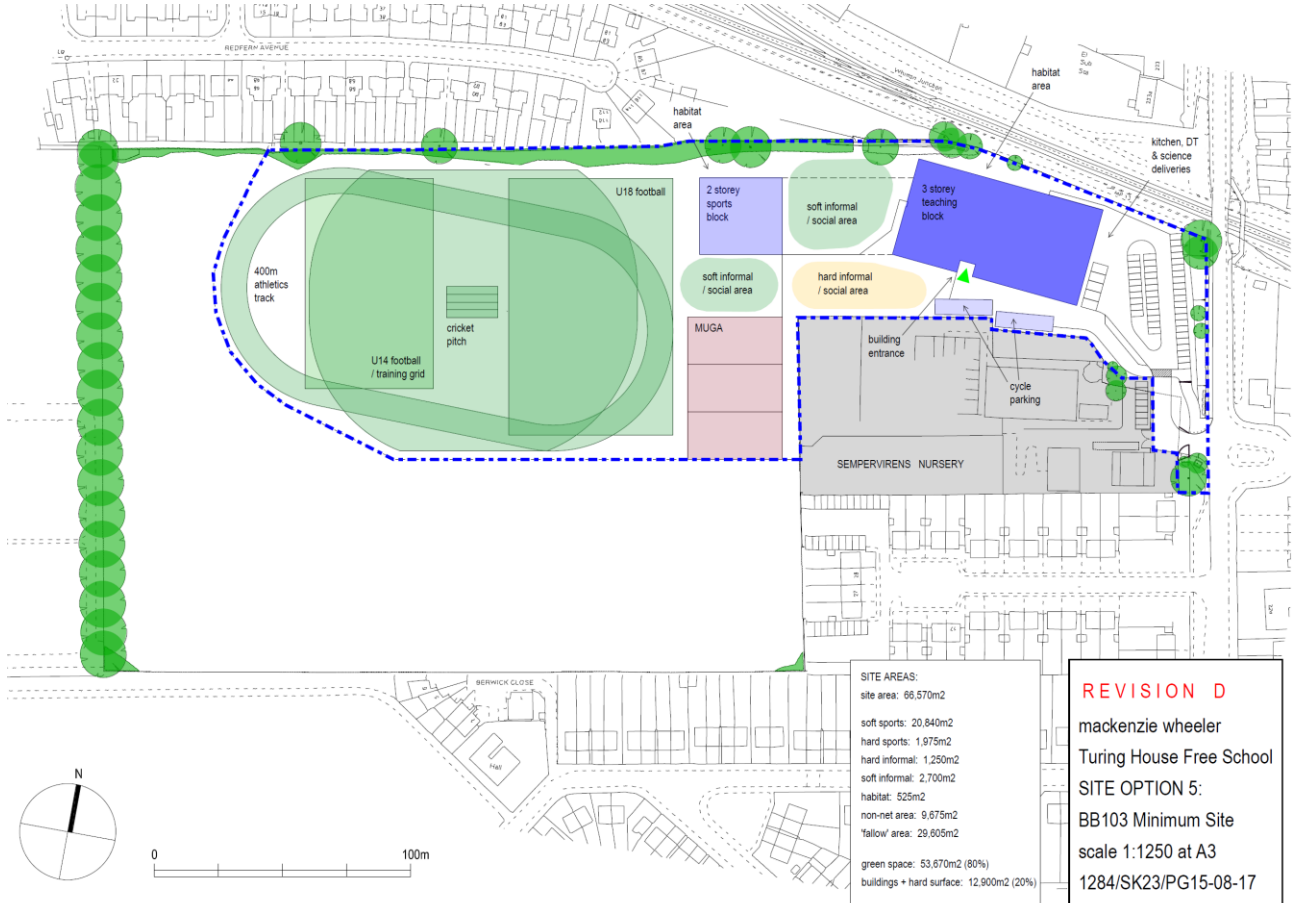 REDFERN AVENUE
Whitton Junction
El
Sub
Sta
habitat
area
habitat
area
kitchen, DT
& science
deliveries
U18 football
2 storey
sports
block
soft informal
/ social area
3 storey
teaching
block
400m
athletics
track
soft informal
/ social area
hard informal
/ social area
cricket
pitch
MUGA
building
entrance
U14 football
/ training grid
cycle
parking
SEMPERVIRENS NURSERY
BERWICK CLOSE
Hall
N
0
100m
SITE AREAS:
site area: 66,570m2
soft sports: 20,840m2
hard sports: 1,975m2
hard informal: 1,250m2
soft informal: 2,700m2
habitat: 525m2
non-net area: 9,675m2
'fallow' area: 29,605m2
green space: 53,670m2 (80%)
buildings + hard surface: 12,900m2 (20%)
REVISION D
mackenzie wheeler
Turing House Free School
SITE OPTION 5:
BB103 Minimum Site
scale 1:1250 at A3
1284/SK23/PG15-08-17